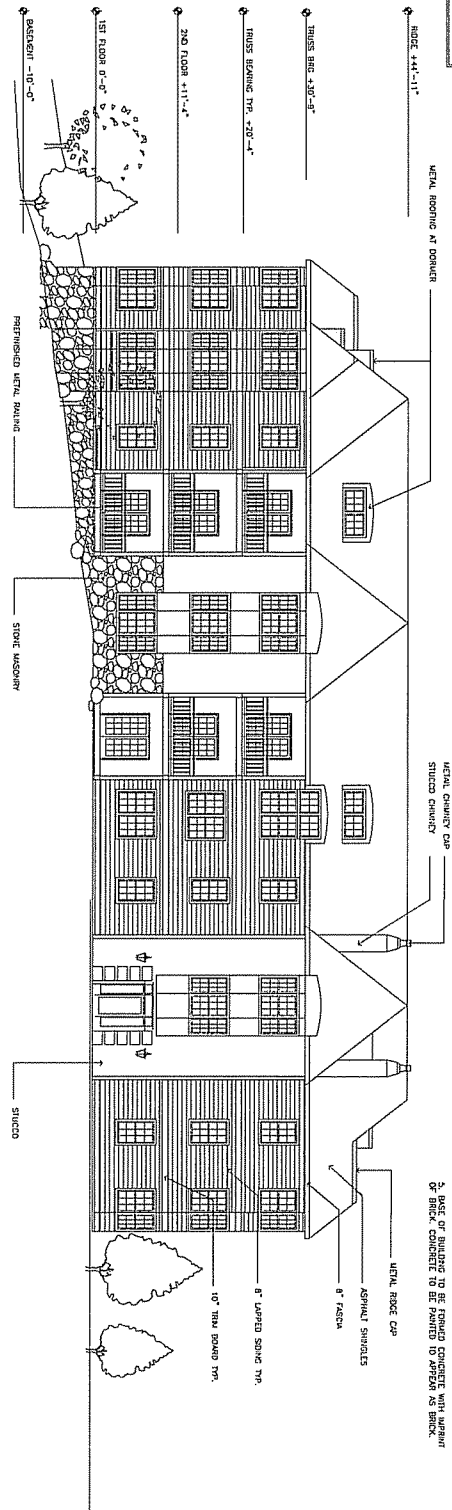 RIDGE +44'-11"
TRUSS BRG +30'-8"
TRUSS BEARING TYP. +20'-4"
2ND FLOOR +11'-4"
1ST FLOOR 0'-0"
BASEMENT -10'-0"
METAL ROOFING AT DORMER
PREFINISHED METAL RAILING
STONE MASONRY
METAL CHIMNEY CAP
STUCCO CHIMNEY
STUCCO
5. BASE OF BUILDING TO BE FORMED CONCRETE WITH IMPRINT
OF BRICK. CONCRETE TO BE PAINTED TO APPEAR AS BRICK.
METAL RIDGE CAP
ASPHALT SHINGLES
8" FASCIA
8" LAPPED SIDING TYP.
10" TRIM BOARD TYP.